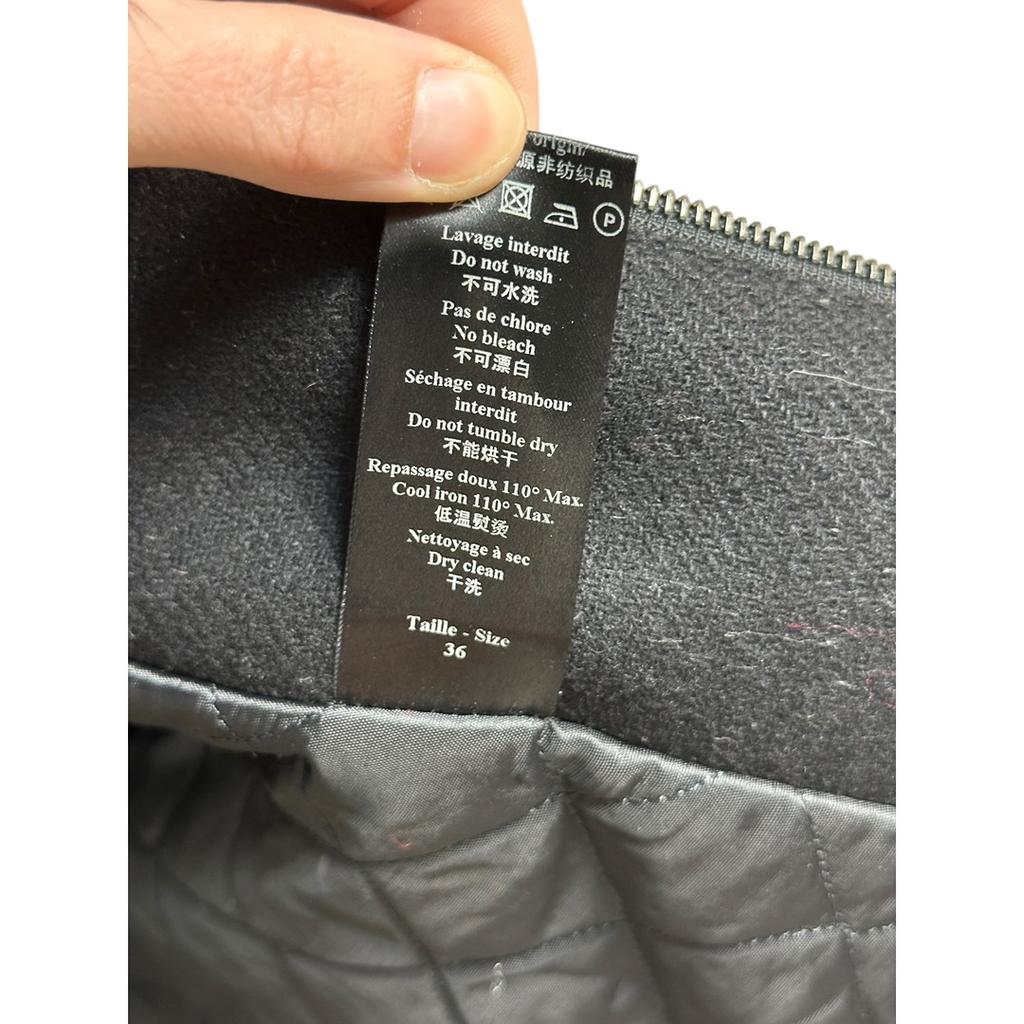 origin/
源非纺织品
P
Lavage interdit
Do not wash
不可水洗
Pas de chlore
No bleach
不可漂白
Séchage en tambour
interdit
Do not tumble dry
不能烘干
Repassage doux 110° Max.
Cool iron 110° Max.
低温熨烫
Nettoyage à sec
Dry clean
干洗
Taille - Size
36